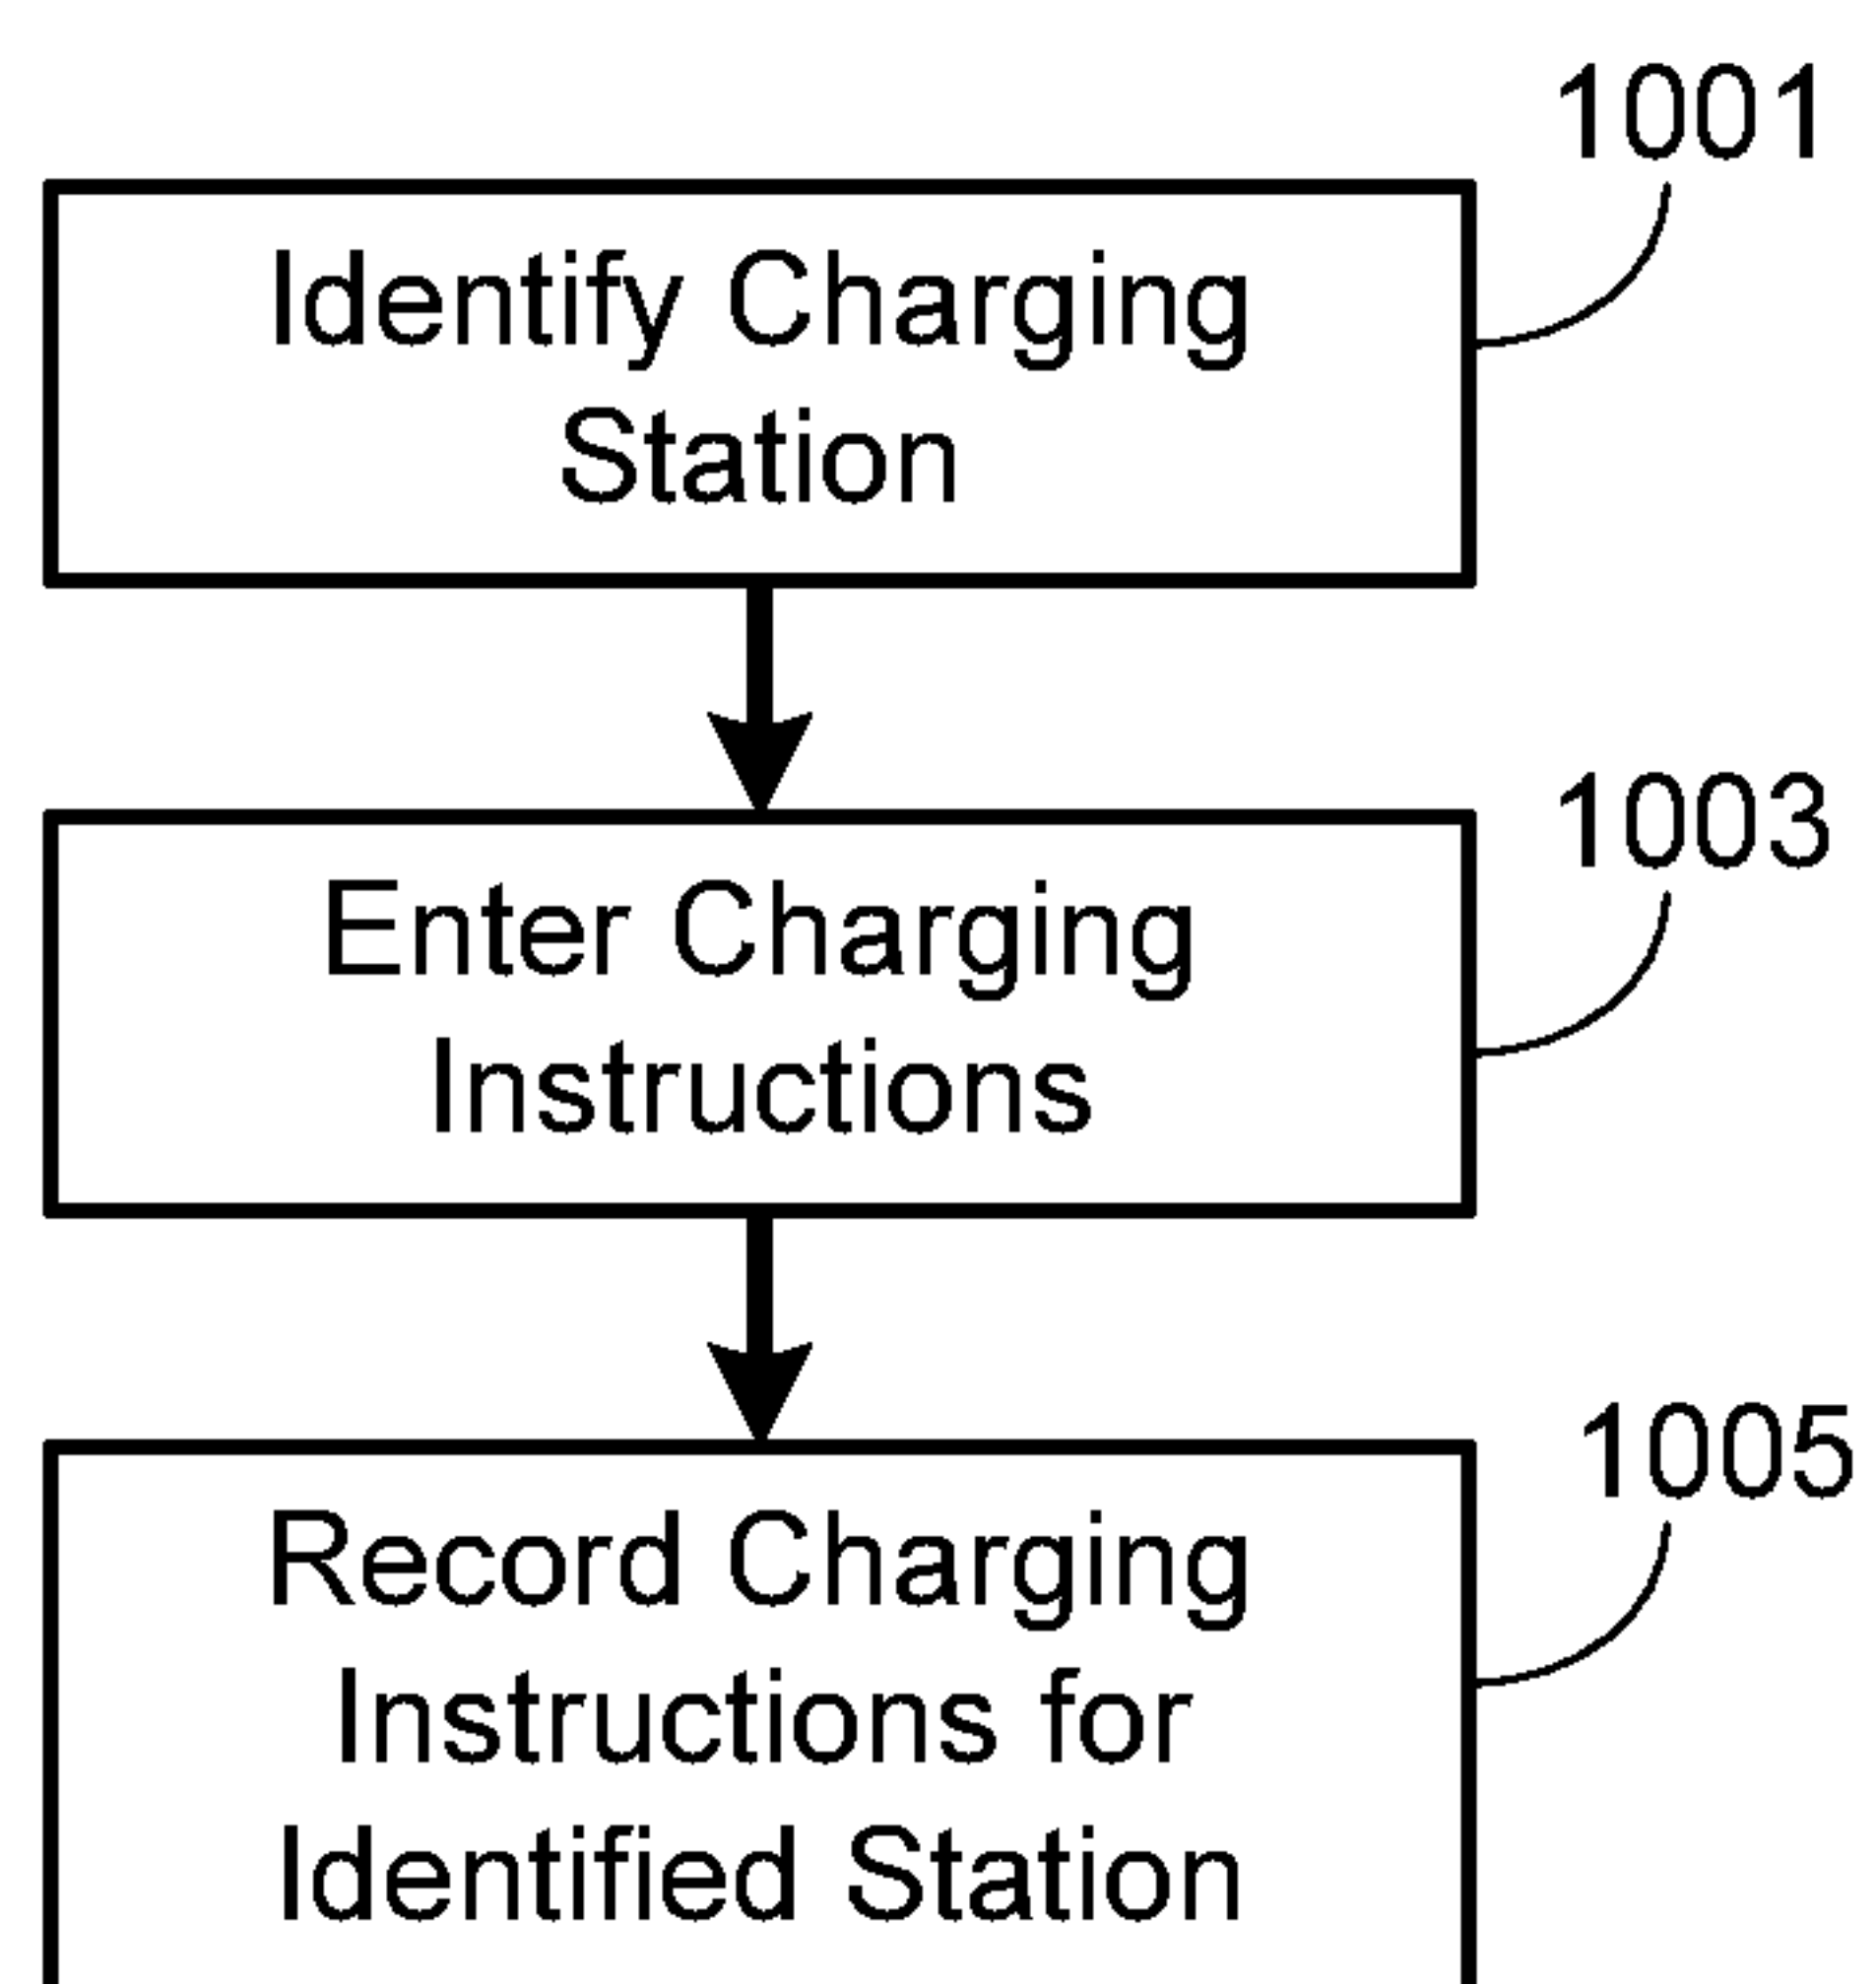 1001
Identify Charging
Station
1003
Enter Charging
Instructions
1005
Record Charging
Instructions for
Identified Station